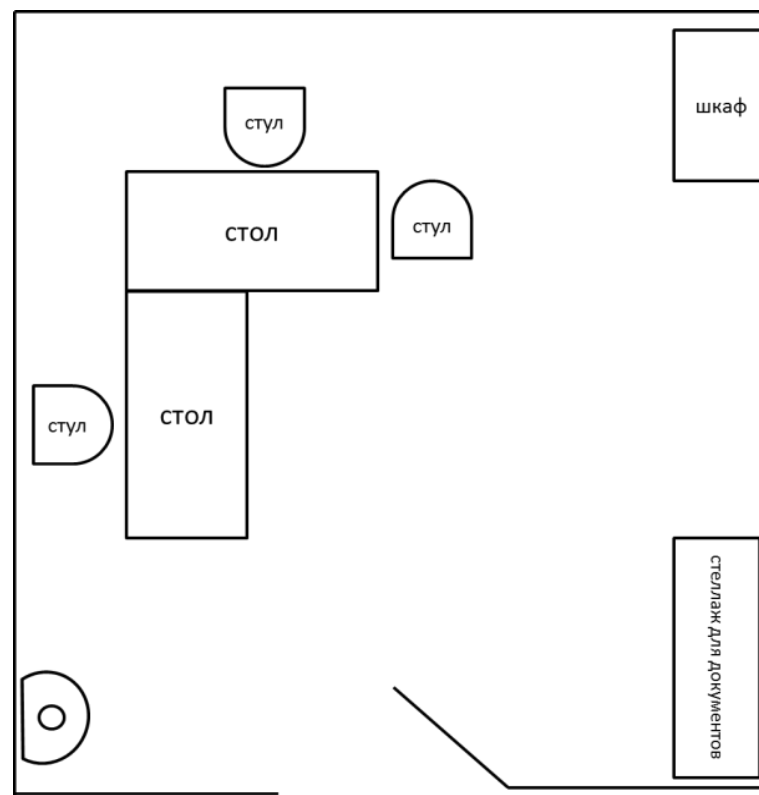 шкаф
стул
стол
стул
стол
стул
стеллаж для документов